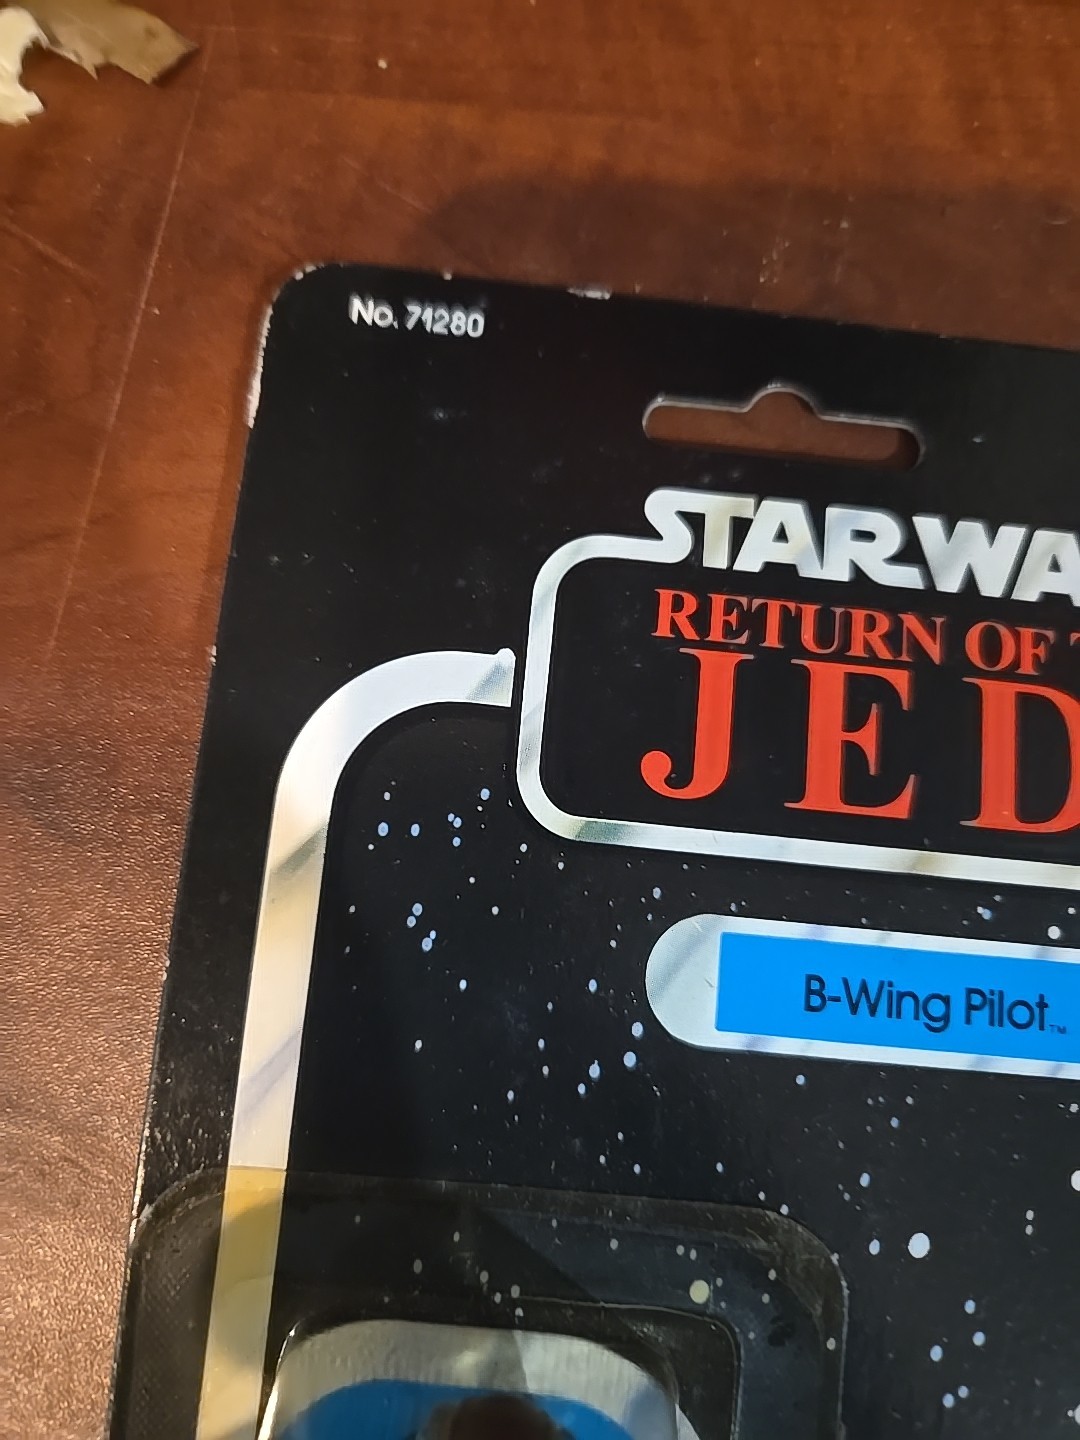 No. 71280
STAR WA
RETURN OF
JED
B-Wing Pilot™